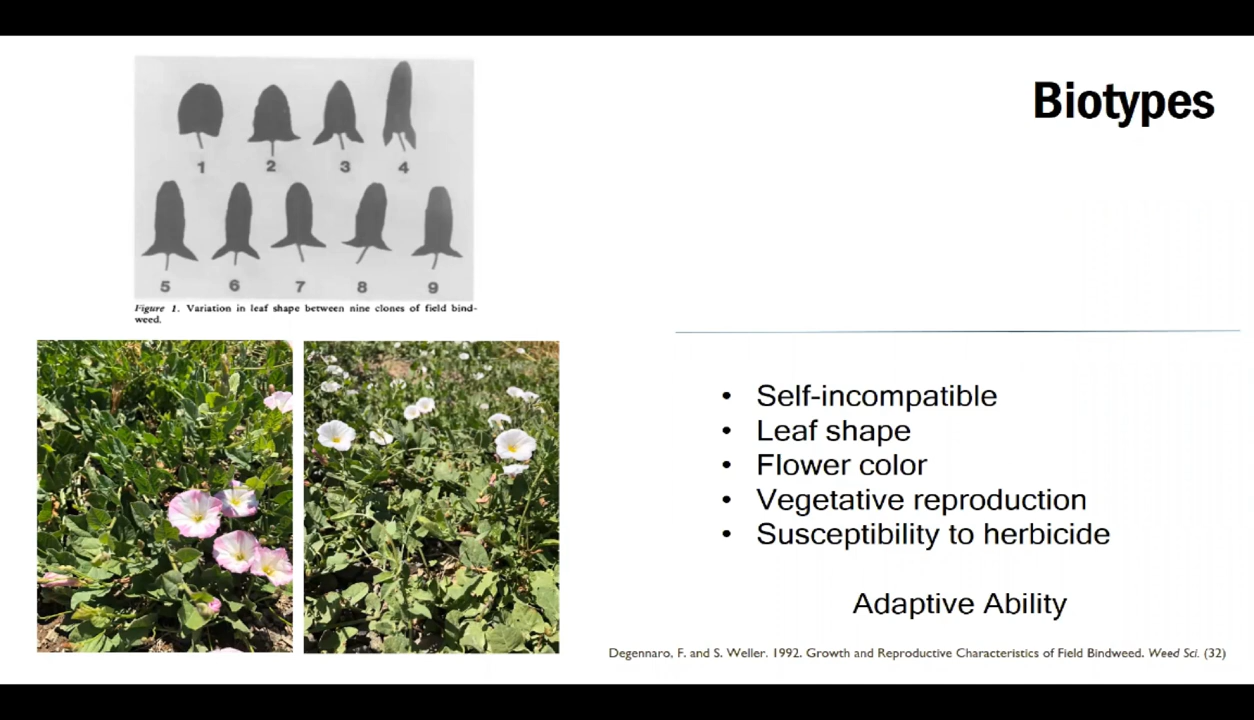 Biotypes
1 2 3 4
5 6 7 8 9
Figure 1. Variation in leaf shape between nine clones of field bind-
weed.
• Self-incompatible
• Leaf shape
• Flower color
• Vegetative reproduction
• Susceptibility to herbicide
Adaptive Ability
Degennaro, F. and S. Weller. 1992. Growth and Reproductive Characteristics of Field Bindweed. Weed Sci. (32)